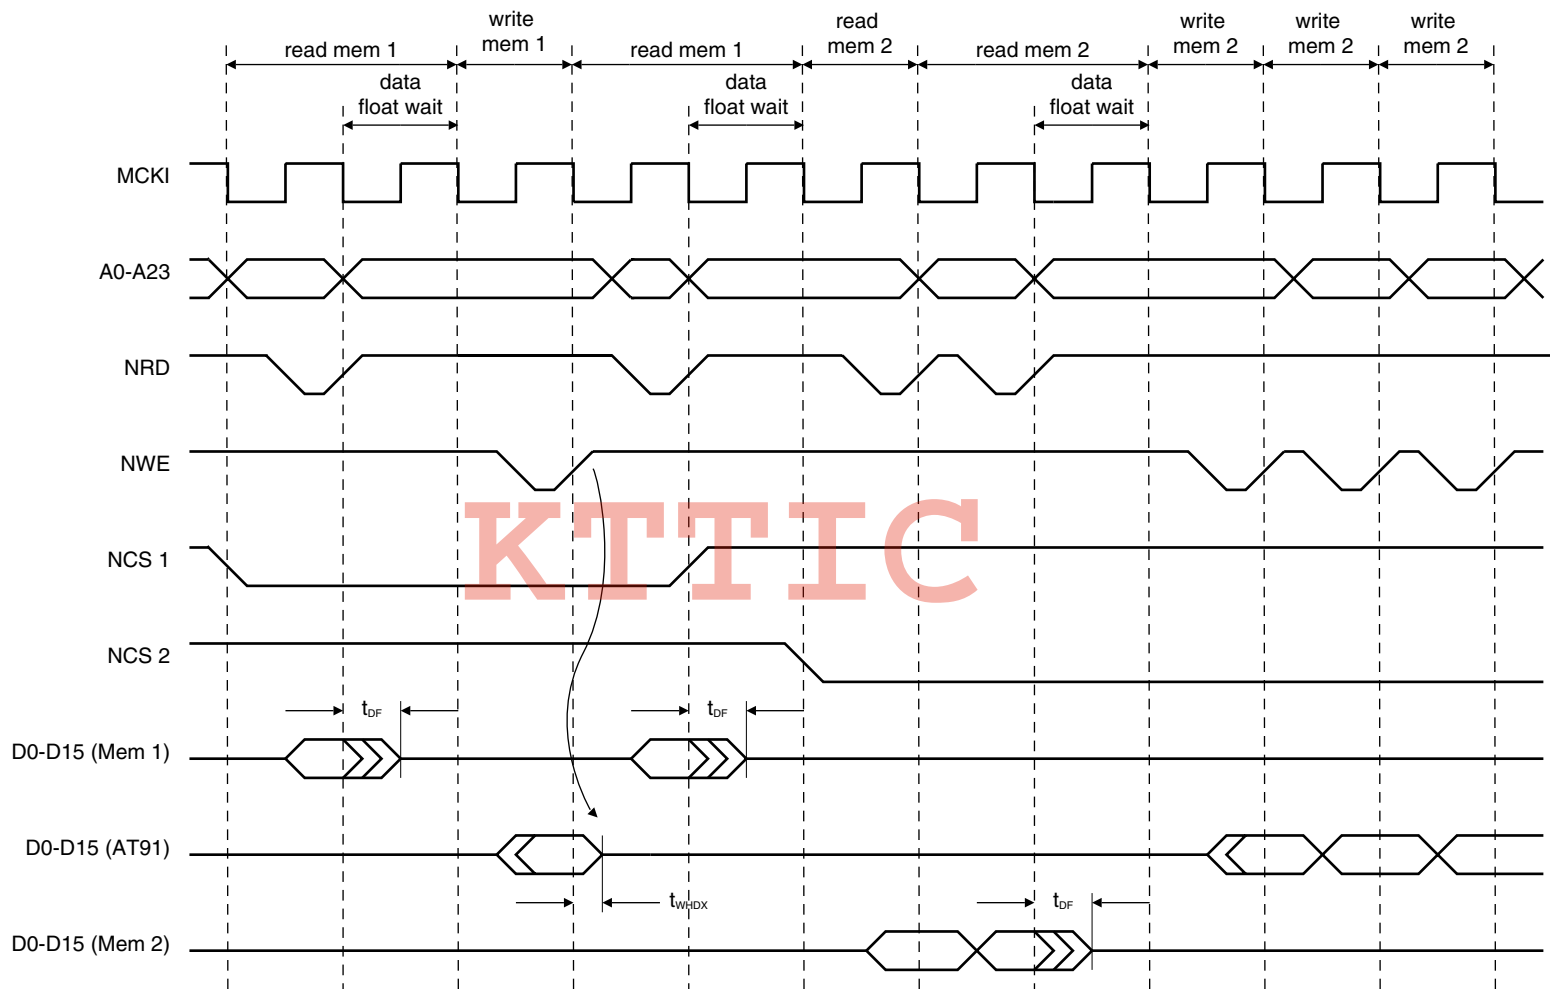 write read write write write
read mem 1 mem 1 read mem 1 mem 2 read mem 2 mem 2 mem 2 mem 2
data data data
float wait float wait float wait
MCKI
A0-A23
NRD
NWE
KTTIC
NCS 1
NCS 2
tDF tDF
D0-D15 (Mem 1)
D0-D15 (AT91)
tWHDX tDF
D0-D15 (Mem 2)